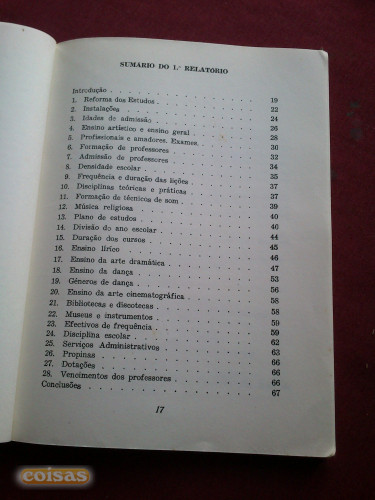 SUMÁRIO DO 1.º RELATÓRIO
Introdução . . . 19
1. Reforma dos Estudos . . . 22
2. Instalações . . . 24
3. Idades de admissão . . . 26
4. Ensino artístico e ensino geral . . . 28
5. Profissionais e amadores. Exames . . . 30
6. Formação de professores . . . 32
7. Admissão de professores . . . 34
8. Densidade escolar . . . 35
9. Frequência e duração das lições . . . 37
10. Disciplinas teóricas e práticas . . . 37
11. Formação de técnicos de som . . . 39
12. Música religiosa . . . 40
13. Plano de estudos . . . 40
14. Divisão do ano escolar . . . 44
15. Duração dos cursos . . . 45
16. Ensino lírico . . . 46
17. Ensino da arte dramática . . . 47
18. Ensino da dança . . . 53
19. Géneros de dança . . . 56
20. Ensino da arte cinematográfica . . . 58
21. Bibliotecas e discotecas . . . 58
22. Museus e instrumentos . . . 58
23. Efectivos de frequência . . . 59
24. Disciplina escolar . . . 62
25. Serviços Administrativos . . . 63
26. Propinas . . . 66
27. Dotações . . . 66
28. Vencimentos dos professores . . . 66
Conclusões . . . 67
17
coisas